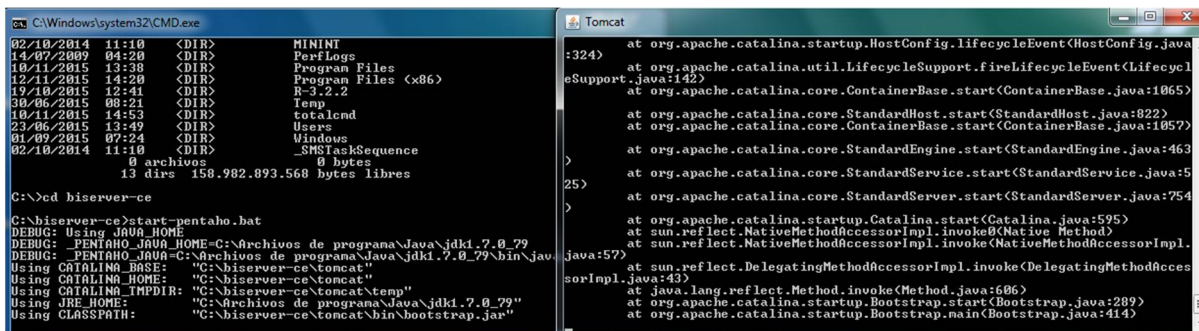 C:\Windows\system32\CMD.exe
02/10/2014 11:10 <DIR> MININT
14/07/2009 04:20 <DIR> PerfLogs
10/11/2015 13:38 <DIR> Program Files
12/11/2015 14:20 <DIR> Program Files (x86)
19/10/2015 12:41 <DIR> R-3.2.2
30/06/2015 08:21 <DIR> Temp
10/11/2015 14:53 <DIR> totalcmd
23/06/2015 13:49 <DIR> Users
01/09/2015 07:24 <DIR> Windows
02/10/2014 11:10 <DIR> _SMSTaskSequence
0 archivos 0 bytes
13 dirs 158.982.893.568 bytes libres
C:\>cd biserver-ce
C:\biserver-ce>start-pentaho.bat
DEBUG: Using JAVA_HOME
DEBUG: _PENTAHO_JAVA_HOME=C:\Archivos de programa\Java\jdk1.7.0_79
DEBUG: _PENTAHO_JAVA=C:\Archivos de programa\Java\jdk1.7.0_79\bin\java
Using CATALINA_BASE: "C:\biserver-ce\tomcat"
Using CATALINA_HOME: "C:\biserver-ce\tomcat"
Using CATALINA_TMPDIR: "C:\biserver-ce\tomcat\temp"
Using JRE_HOME: "C:\Archivos de programa\Java\jdk1.7.0_79"
Using CLASSPATH: "C:\biserver-ce\tomcat\bin\bootstrap.jar"
Tomcat
at org.apache.catalina.startup.HostConfig.lifecycleEvent(HostConfig.java
:324)
at org.apache.catalina.util.LifecycleSupport.fireLifecycleEvent(Lifecycl
eSupport.java:142)
at org.apache.catalina.core.ContainerBase.start(ContainerBase.java:1065)
at org.apache.catalina.core.StandardHost.start(StandardHost.java:822)
at org.apache.catalina.core.ContainerBase.start(ContainerBase.java:1057)
at org.apache.catalina.core.StandardEngine.start(StandardEngine.java:463
)
at org.apache.catalina.core.StandardService.start(StandardService.java:5
25)
at org.apache.catalina.core.StandardServer.start(StandardServer.java:754
)
at org.apache.catalina.startup.Catalina.start(Catalina.java:595)
at sun.reflect.NativeMethodAccessorImpl.invoke0(Native Method)
at sun.reflect.NativeMethodAccessorImpl.invoke(NativeMethodAccessorImpl.
java:57)
at sun.reflect.DelegatingMethodAccessorImpl.invoke(DelegatingMethodAcces
sorImpl.java:43)
at java.lang.reflect.Method.invoke(Method.java:606)
at org.apache.catalina.startup.Bootstrap.start(Bootstrap.java:289)
at org.apache.catalina.startup.Bootstrap.main(Bootstrap.java:414)